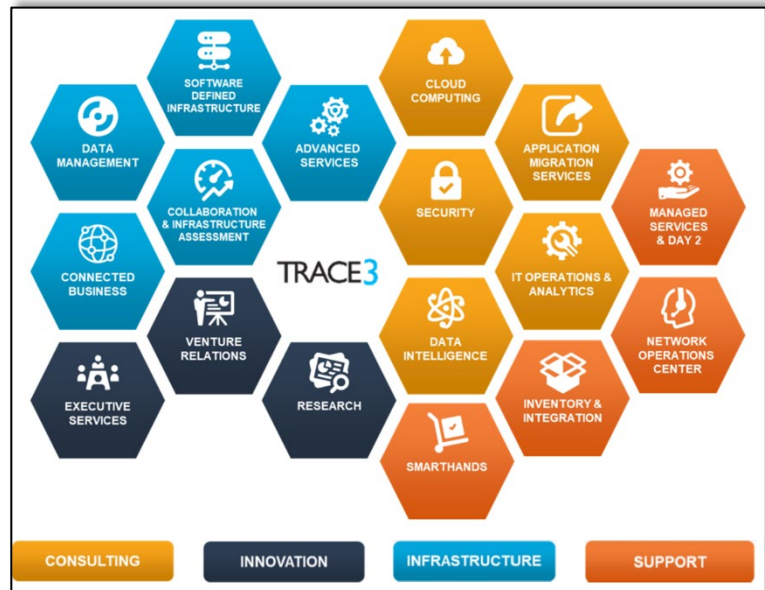 SOFTWARE
DEFINED
INFRASTRUCTURE
CLOUD
COMPUTING
DATA
MANAGEMENT
ADVANCED
SERVICES
APPLICATION
MIGRATION
SERVICES
COLLABORATION
& INFRASTRUCTURE
ASSESSMENT
SECURITY
MANAGED
SERVICES
& DAY 2
TRACE3
CONNECTED
BUSINESS
IT OPERATIONS &
ANALYTICS
VENTURE
RELATIONS
DATA
INTELLIGENCE
NETWORK
OPERATIONS
CENTER
EXECUTIVE
SERVICES
RESEARCH
INVENTORY &
INTEGRATION
SMARTHANDS
CONSULTING
INNOVATION
INFRASTRUCTURE
SUPPORT